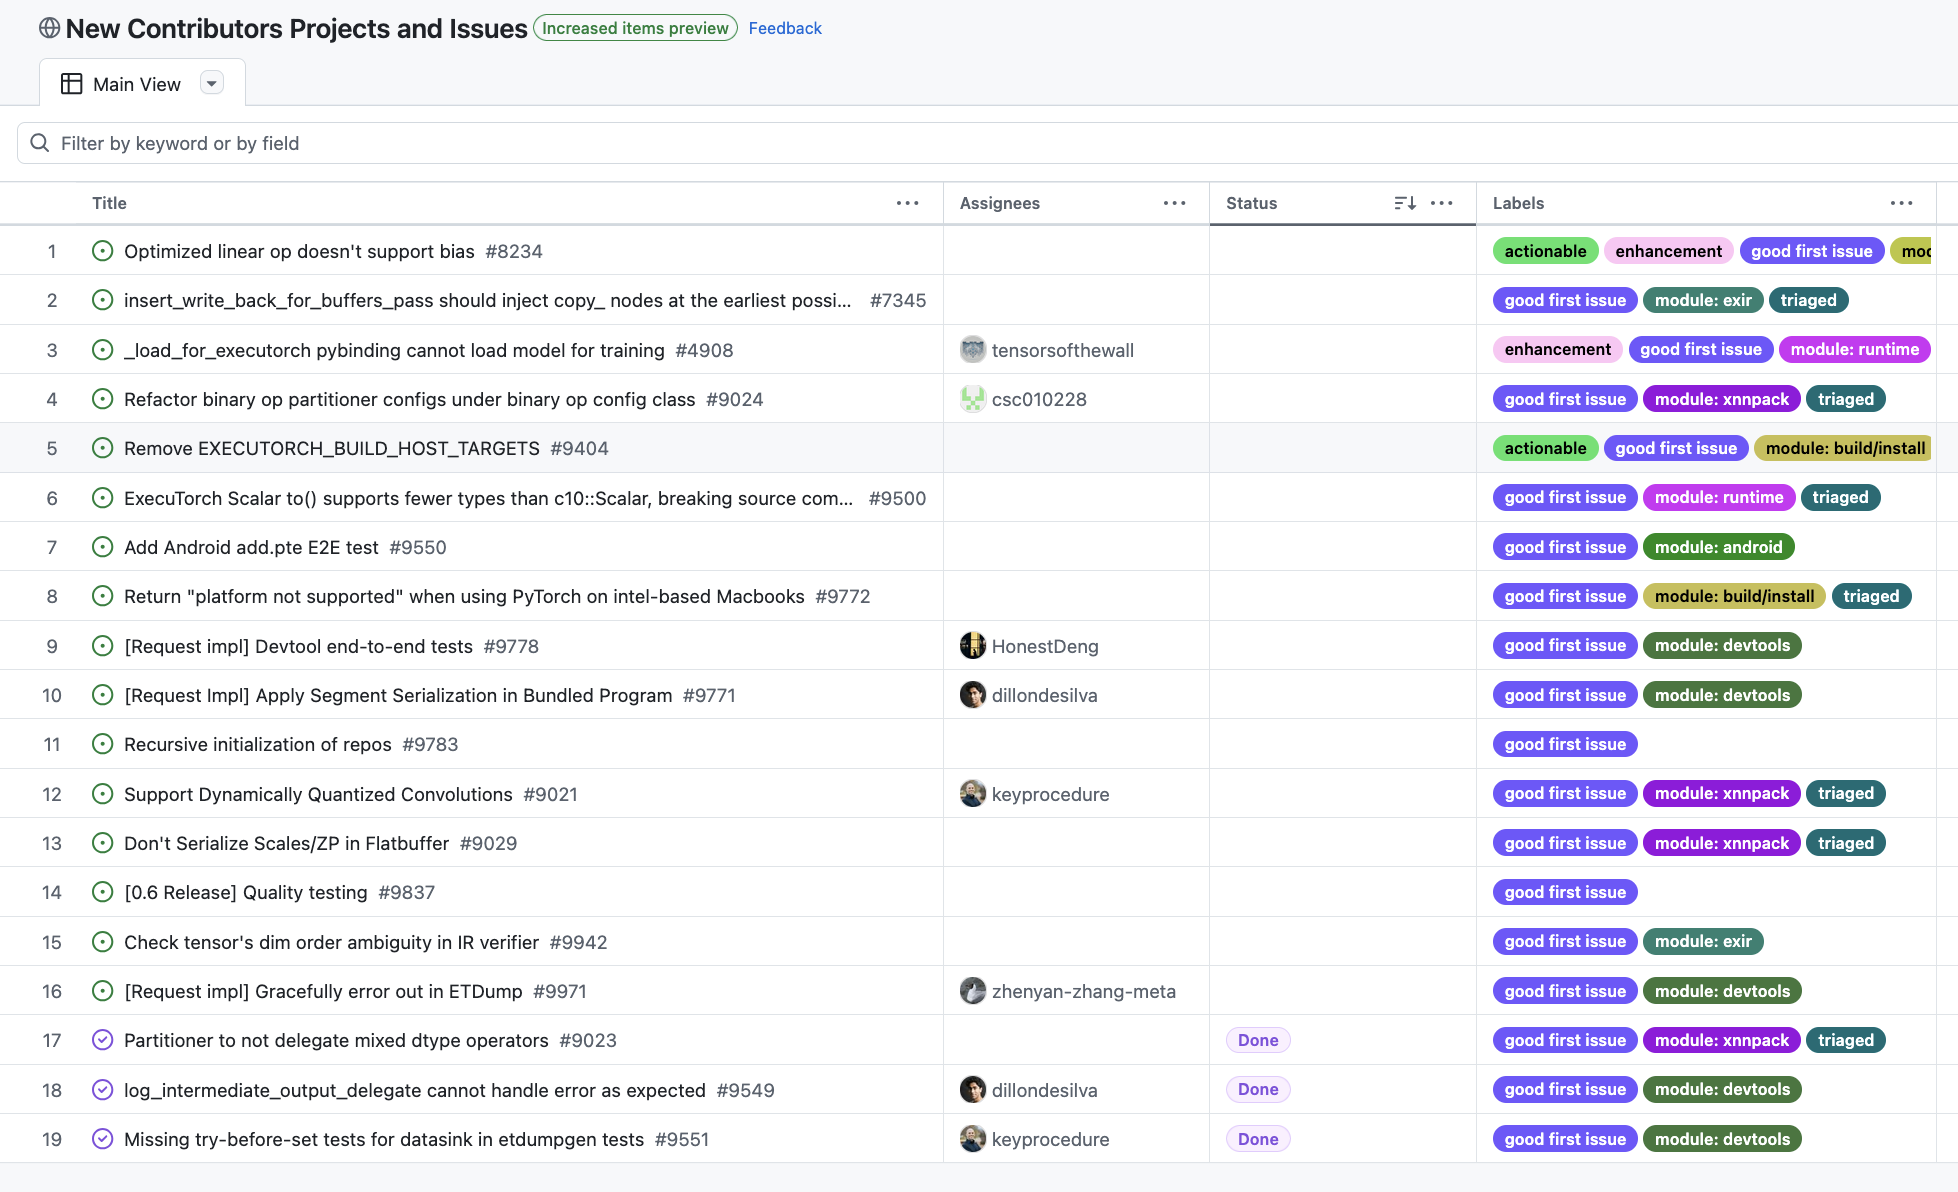 New Contributors Projects and Issues Increased items preview Feedback
Main View
Filter by keyword or by field
Title Assignees Status Labels
1 Optimized linear op doesn't support bias #8234 actionable enhancement good first issue
2 insert_write_back_for_buffers_pass should inject copy_ nodes at the earliest possi... #7345 good first issue module: exir triaged
3 _load_for_executorch pybinding cannot load model for training #4908 tensorsofthewall enhancement good first issue module: runtime
4 Refactor binary op partitioner configs under binary op config class #9024 csc010228 good first issue module: xnnpack triaged
5 Remove EXECUTORCH_BUILD_HOST_TARGETS #9404 actionable good first issue module: build/install
6 ExecuTorch Scalar to() supports fewer types than c10::Scalar, breaking source com... #9500 good first issue module: runtime triaged
7 Add Android add.pte E2E test #9550 good first issue module: android
8 Return "platform not supported" when using PyTorch on intel-based Macbooks #9772 good first issue module: build/install triaged
9 [Request impl] Devtool end-to-end tests #9778 HonestDeng good first issue module: devtools
10 [Request Impl] Apply Segment Serialization in Bundled Program #9771 dillondesilva good first issue module: devtools
11 Recursive initialization of repos #9783 good first issue
12 Support Dynamically Quantized Convolutions #9021 keyprocedure good first issue module: xnnpack triaged
13 Don't Serialize Scales/ZP in Flatbuffer #9029 good first issue module: xnnpack triaged
14 [0.6 Release] Quality testing #9837 good first issue
15 Check tensor's dim order ambiguity in IR verifier #9942 good first issue module: exir
16 [Request impl] Gracefully error out in ETDump #9971 zhenyan-zhang-meta good first issue module: devtools
17 Partitioner to not delegate mixed dtype operators #9023 Done good first issue module: xnnpack triaged
18 log_intermediate_output_delegate cannot handle error as expected #9549 dillondesilva Done good first issue module: devtools
19 Missing try-before-set tests for datasink in etdumpgen tests #9551 keyprocedure Done good first issue module: devtools